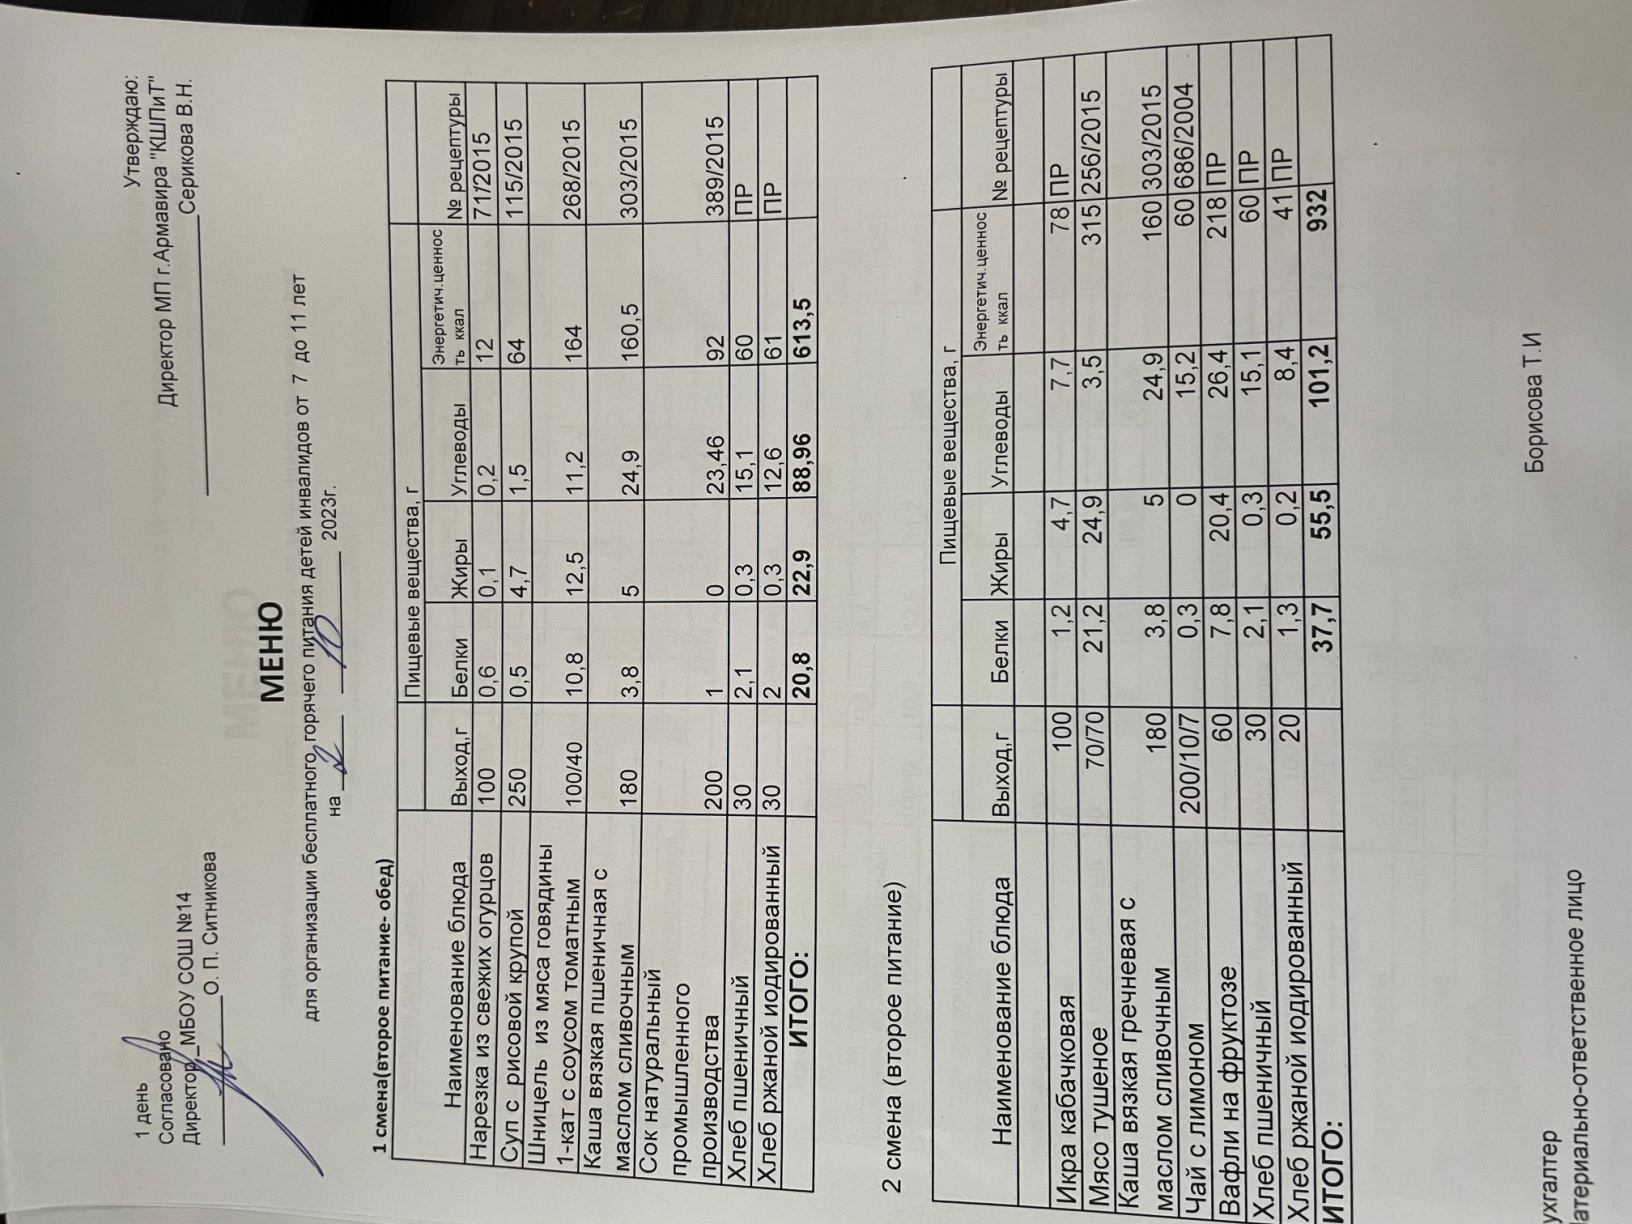 1 день
Согласовано
Директор_МБОУ СОШ №14
О. П. Ситникова
Утверждаю:
Директор МП г.Армавира "КШПиТ"
Серикова В.Н.
МЕНЮ
для организации бесплатного горячего питания детей инвалидов от 7 до 11 лет
на 2 10 2023г.
1 смена(второе питание- обед)
Пищевые вещества, г
Наименование блюда Выход,г Белки Жиры Углеводы Энергетич.ценнос № рецептуры
ть ккал
Нарезка из свежих огурцов 100 0,6 0,1 0,2 12 71/2015
Суп с рисовой крупой 250 0,5 4,7 1,5 64 115/2015
Шницель из мяса говядины
1-кат с соусом томатным 100/40 10,8 12,5 11,2 164 268/2015
Каша вязкая пшеничная с
маслом сливочным 180 3,8 5 24,9 160,5 303/2015
Сок натуральный
промышленного
производства 200 1 0 23,46 92 389/2015
Хлеб пшеничный 30 2,1 0,3 15,1 60 ПР
Хлеб ржаной иодированный 30 2 0,3 12,6 61 ПР
ИТОГО: 20,8 22,9 88,96 613,5
2 смена (второе питание)
Пищевые вещества, г
Наименование блюда Выход,г Белки Жиры Углеводы Энергетич.ценнос № рецептуры
ть ккал
Икра кабачковая 100 1,2 4,7 7,7 78 ПР
Мясо тушеное 70/70 21,2 24,9 3,5 315 256/2015
Каша вязкая гречневая с
маслом сливочным 180 3,8 5 24,9 160 303/2015
Чай с лимоном 200/10/7 0,3 0 15,2 60 686/2004
Вафли на фруктозе 60 7,8 20,4 26,4 218 ПР
Хлеб пшеничный 30 2,1 0,3 15,1 60 ПР
Хлеб ржаной иодированный 20 1,3 0,2 8,4 41 ПР
ИТОГО: 37,7 55,5 101,2 932
ухгалтер Борисова Т.И
атериально-ответственное лицо